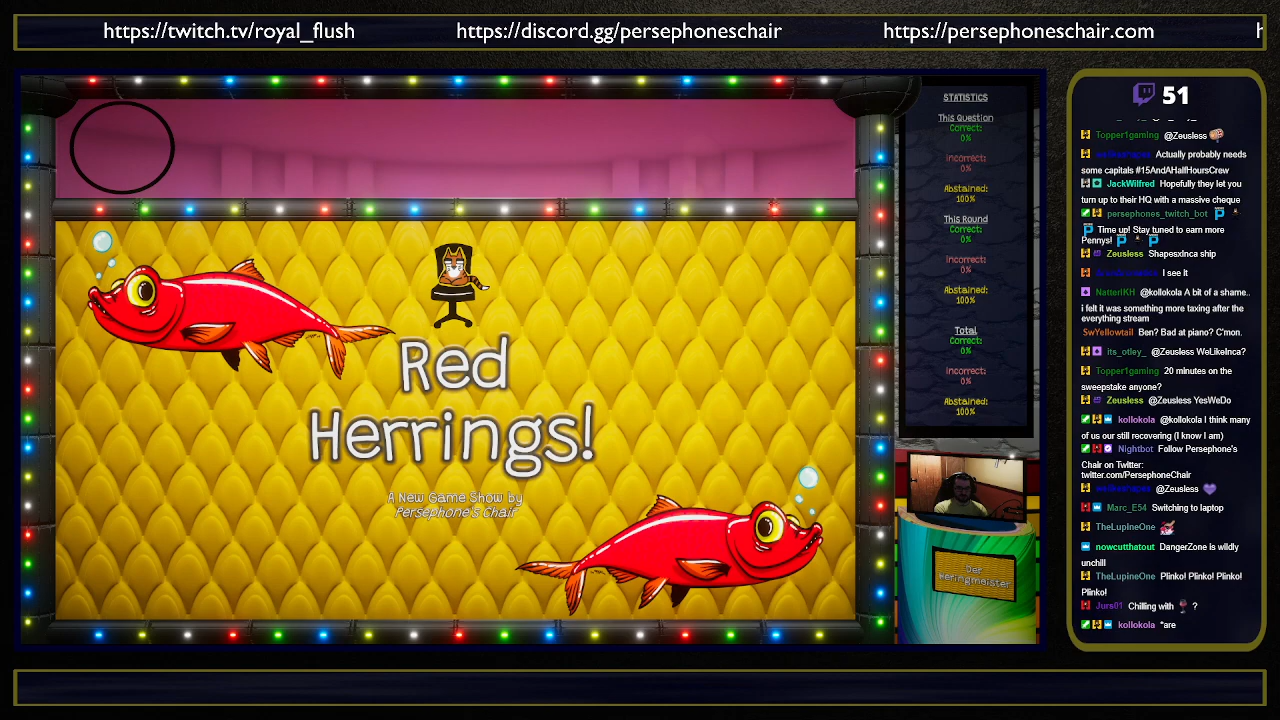 https://twitch.tv/royal_flush
https://discord.gg/persephoneschair
https://persephoneschair.com
Red
Herrings!
A New Game Show by
Persephone's Chair
STATISTICS
This Question
Correct:
0%
Incorrect:
0%
Abstained:
100%
This Round
Correct:
0%
Incorrect:
0%
Abstained:
100%
Total
Correct:
0%
Incorrect:
0%
Abstained:
100%
Der
Heringmeister
51
Topper1gaming @Zeusless
Actually probably needs
some capitals #15AndAHalfHoursCrew
JackWilfred Hopefully they let you
turn up to their HQ with a massive cheque
persephones_twitch_bot
Time up! Stay tuned to earn more
Pennys!
Zeusless ShapesxInca ship
I see it
NatterIKH @kollokola A bit of a shame..
i felt it was something more taxing after the
everything stream
SwYellowtail Ben? Bad at piano? C'mon.
its_otley_ @Zeusless WeLikeInca?
Topper1gaming 20 minutes on the
sweepstake anyone?
Zeusless @Zeusless YesWeDo
kollokola @kollokola I think many
of us our still recovering (I know I am)
Nightbot Follow Persephone's
Chair on Twitter:
twitter.com/PersephoneChair
@Zeusless
Marc_E54 Switching to laptop
TheLupineOne
nowcutthatout DangerZone is wildly
unchill
TheLupineOne Plinko! Plinko! Plinko!
Plinko!
Jurs01 Chilling with ?
kollokola *are